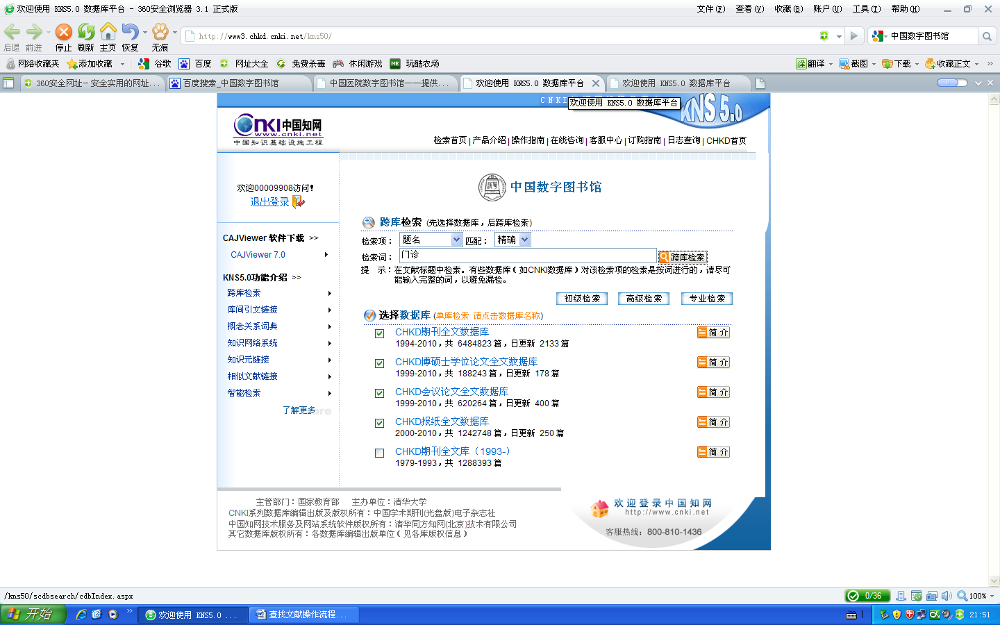 欢迎使用 KNS5.0 数据库平台 - 360安全浏览器 3.1 正式版
文件(F) 查看(V) 收藏(B) 账户(U) 工具(T) 帮助(H)
后退 前进 停止 刷新 主页 恢复 无痕
http://www3.chkd.cnki.net/kns50/
中国数字图书馆
网络收藏夹 添加收藏 谷歌 百度 网址大全 免费杀毒 休闲游戏 玩酷农场
翻译 截图 下载 收藏正文 »
360安全网址－安全实用的网址...
百度搜索_中国数字图书馆
中国医院数字图书馆——提供...
欢迎使用 KNS5.0 数据库平台
欢迎使用 KNS5.0 数据库平台
CNKI
欢迎使用 KNS5.0 数据库平台
KNS 5.0
CNKI 中国知网
www.cnki.net
中国知识基础设施工程
检索首页 | 产品介绍 | 操作指南 | 在线咨询 | 客服中心 | 订购指南 | 日志查询 | CHKD首页
欢迎00009908访问!
退出登录
CAJViewer 软件下载 >>
CAJViewer 7.0
KNS5.0功能介绍 >>
跨库检索
库间引文链接
概念关系词典
知识网络系统
知识元链接
相似文献链接
智能检索
了解更多
中国数字图书馆
跨库检索 (先选择数据库，后跨库检索)
检索项： 题名 匹配： 精确
检索词： 门诊 跨库检索
提 示：在文献标题中检索。有些数据库（如CNKI数据库）对该检索项的检索是按词进行的，请尽可
能输入完整的词，以避免漏检。
初级检索 高级检索 专业检索
选择数据库 (单库检索 请点击数据库名称)
CHKD期刊全文数据库 简 介
1994-2010，共 6484823 篇，日更新 2133 篇
CHKD博硕士学位论文全文数据库 简 介
1999-2010，共 188243 篇，日更新 178 篇
CHKD会议论文全文数据库 简 介
1999-2010，共 620264 篇，日更新 400 篇
CHKD报纸全文数据库 简 介
2000-2010，共 1242748 篇，日更新 250 篇
CHKD期刊全文库（1993-） 简 介
1979-1993，共 1288393 篇
主管部门：国家教育部 主办单位：清华大学
CNKI系列数据库编辑出版及版权所有：中国学术期刊(光盘版)电子杂志社
中国知网技术服务及网站系统软件版权所有：清华同方知网(北京)技术有限公司
其它数据库版权所有：各数据库编辑出版单位（见各库版权信息）
欢迎登录中国知网
http://www.cnki.net
客服热线：800-810-1436
/kns50/scdbsearch/cdbIndex.aspx
0/36
100%
开始
欢迎使用 KNS5.0 ...
查找文献操作流程...
21:51